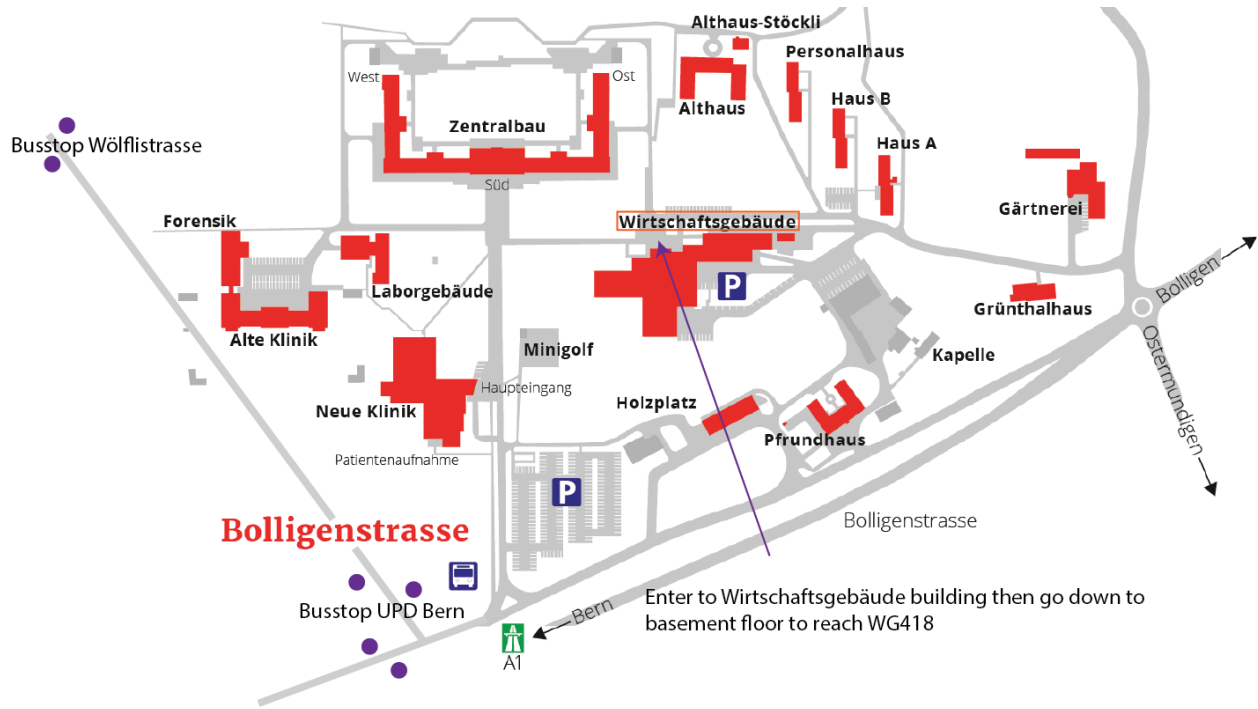 Althaus-Stöckli
Personalhaus
West
Ost
Althaus
Haus B
Zentralbau
Busstop Wölflistrasse
Haus A
Süd
Gärtnerei
Forensik
Wirtschaftsgebäude
Laborgebäude
P
Bolligen
Grünthalhaus
Alte Klinik
Minigolf
Kapelle
Ostermundigen
Haupteingang
Neue Klinik
Holzplatz
Pfrundhaus
Patientenaufnahme
P
Bolligenstrasse
Bolligenstrasse
Busstop UPD Bern
Bern
Enter to Wirtschaftsgebäude building then go down to
basement floor to reach WG418
A1